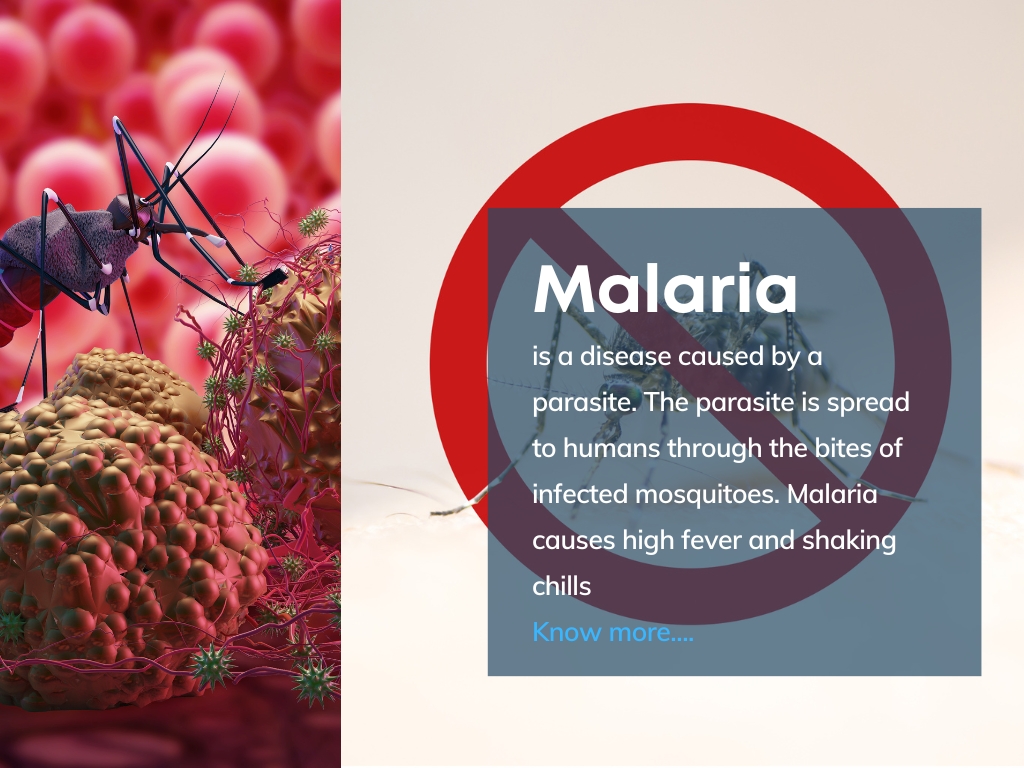 Malaria
is a disease caused by a
parasite. The parasite is spread
to humans through the bites of
infected mosquitoes. Malaria
causes high fever and shaking
chills
Know more....